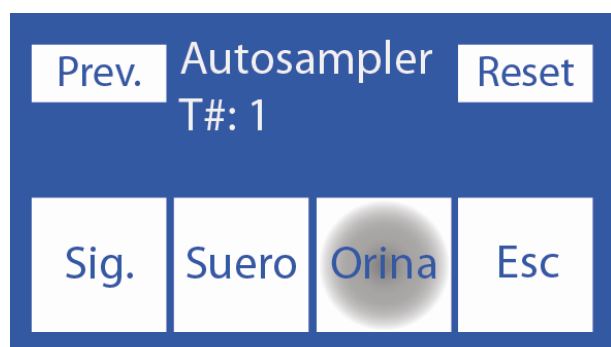 Prev.
Autosampler
Reset
T#: 1
Sig.
Suero
Orina
Esc